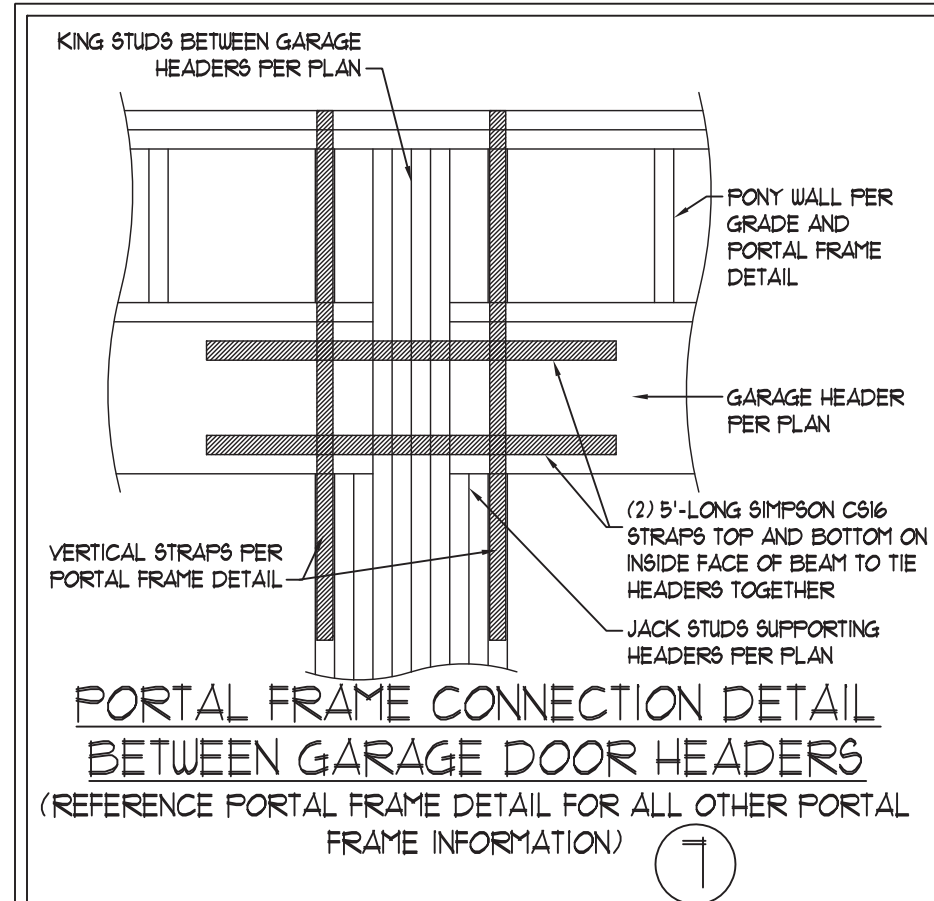 KING STUDS BETWEEN GARAGE
HEADERS PER PLAN
PONY WALL PER
GRADE AND
PORTAL FRAME
DETAIL
GARAGE HEADER
PER PLAN
(2) 5'-LONG SIMPSON CS16
STRAPS TOP AND BOTTOM ON
INSIDE FACE OF BEAM TO TIE
HEADERS TOGETHER
VERTICAL STRAPS PER
PORTAL FRAME DETAIL
JACK STUDS SUPPORTING
HEADERS PER PLAN
PORTAL FRAME CONNECTION DETAIL
BETWEEN GARAGE DOOR HEADERS
(REFERENCE PORTAL FRAME DETAIL FOR ALL OTHER PORTAL
FRAME INFORMATION)
7